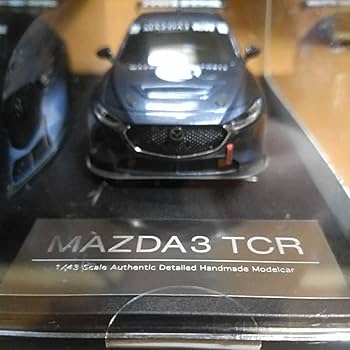 MAZDA3 TCR
1/43 Scale Authentic Detailed Handmade Modelcar